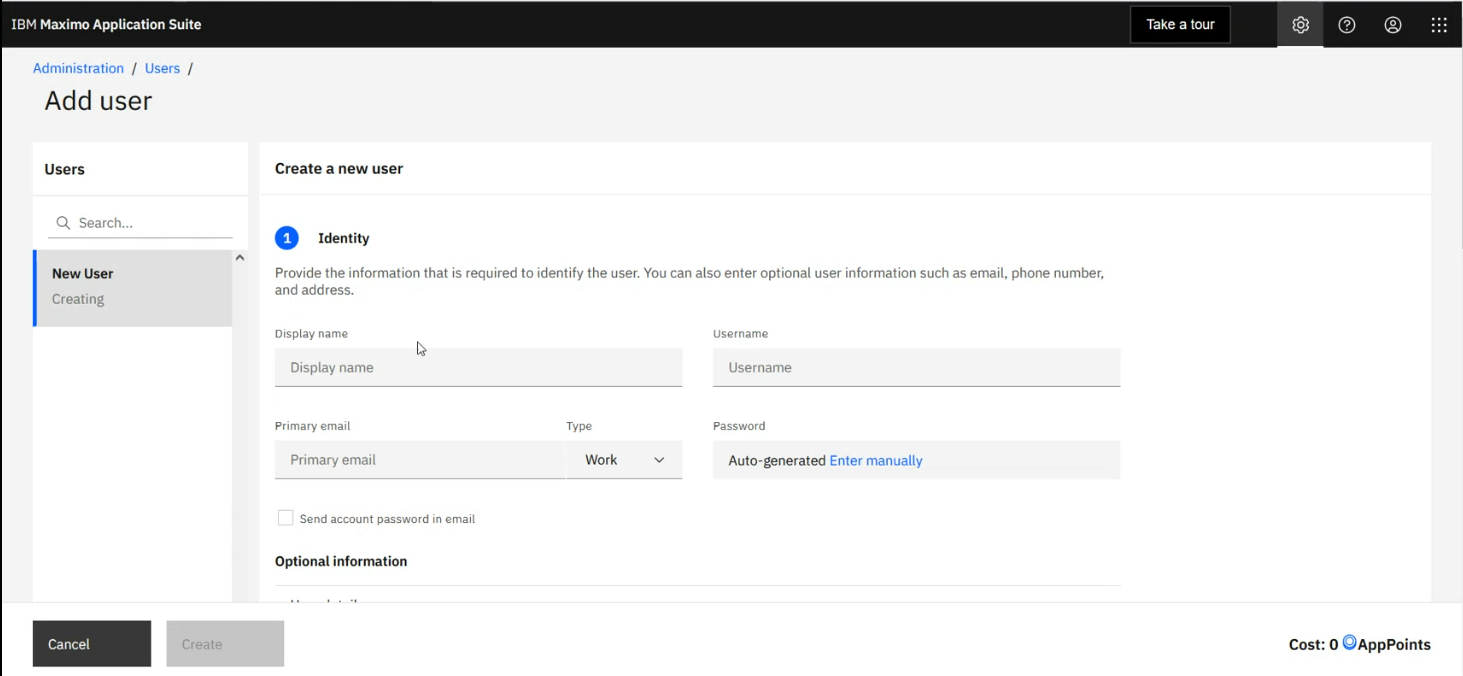 IBM Maximo Application Suite
Take a tour
Administration / Users /
Add user
Users
Search...
New User
Creating
Create a new user
1 Identity
Provide the information that is required to identify the user. You can also enter optional user information such as email, phone number,
and address.
Display name
Display name
Username
Username
Primary email
Primary email
Type
Work
Password
Auto-generated Enter manually
Send account password in email
Optional information
Cancel
Create
Cost: 0 AppPoints